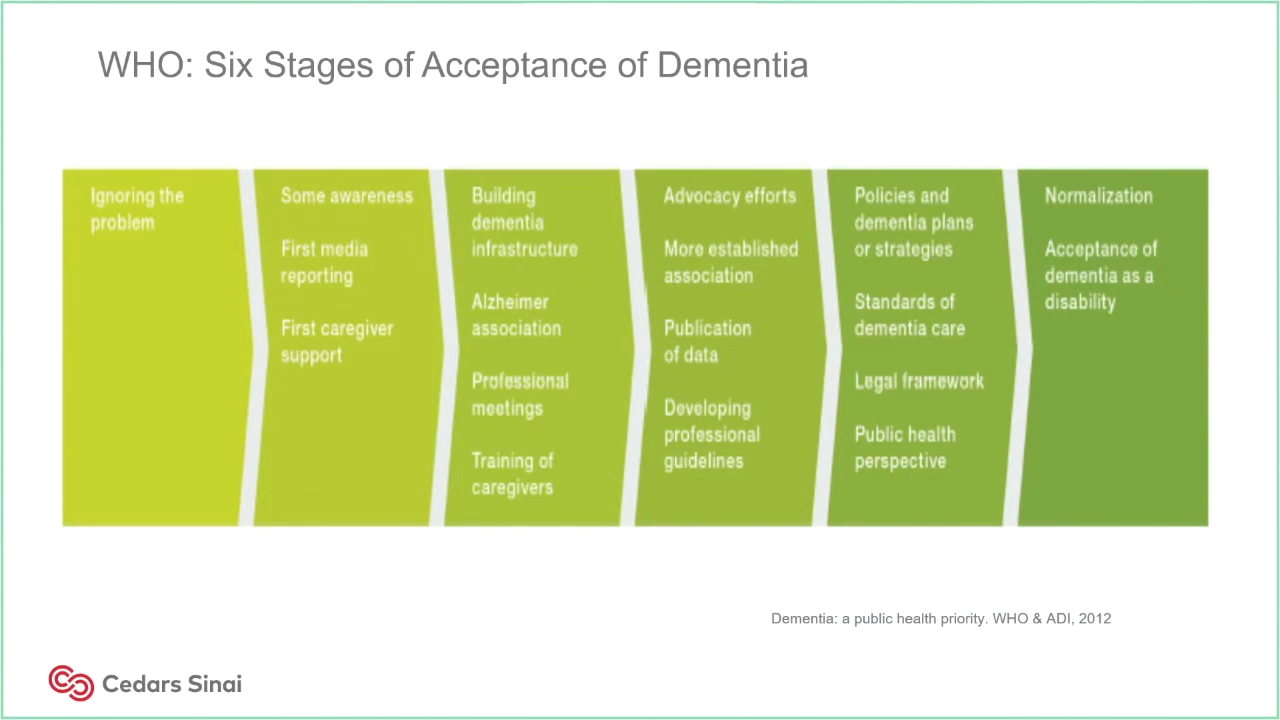 WHO: Six Stages of Acceptance of Dementia
Ignoring the
problem
Some awareness
First media
reporting
First caregiver
support
Building
dementia
infrastructure
Alzheimer
association
Professional
meetings
Training of
caregivers
Advocacy efforts
More established
association
Publication
of data
Developing
professional
guidelines
Policies and
dementia plans
or strategies
Standards of
dementia care
Legal framework
Public health
perspective
Normalization
Acceptance of
dementia as a
disability
Dementia: a public health priority. WHO & ADI, 2012
Cedars Sinai